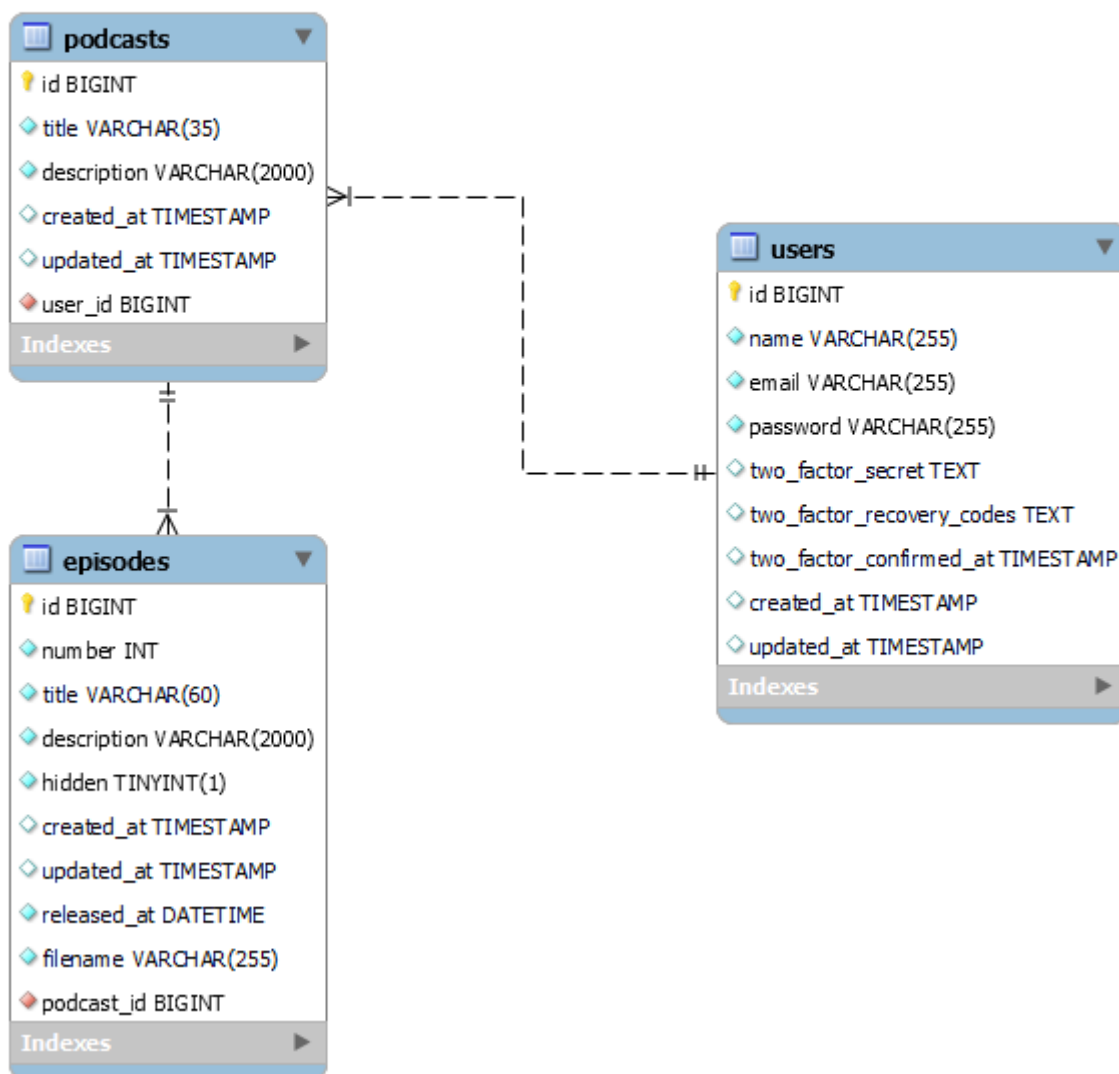 podcasts
id BIGINT
title VARCHAR(35)
description VARCHAR(2000)
created_at TIMESTAMP
updated_at TIMESTAMP
user_id BIGINT
Indexes
users
id BIGINT
name VARCHAR(255)
email VARCHAR(255)
password VARCHAR(255)
two_factor_secret TEXT
two_factor_recovery_codes TEXT
two_factor_confirmed_at TIMESTAMP
created_at TIMESTAMP
updated_at TIMESTAMP
Indexes
episodes
id BIGINT
number INT
title VARCHAR(60)
description VARCHAR(2000)
hidden TINYINT(1)
created_at TIMESTAMP
updated_at TIMESTAMP
released_at DATETIME
filename VARCHAR(255)
podcast_id BIGINT
Indexes